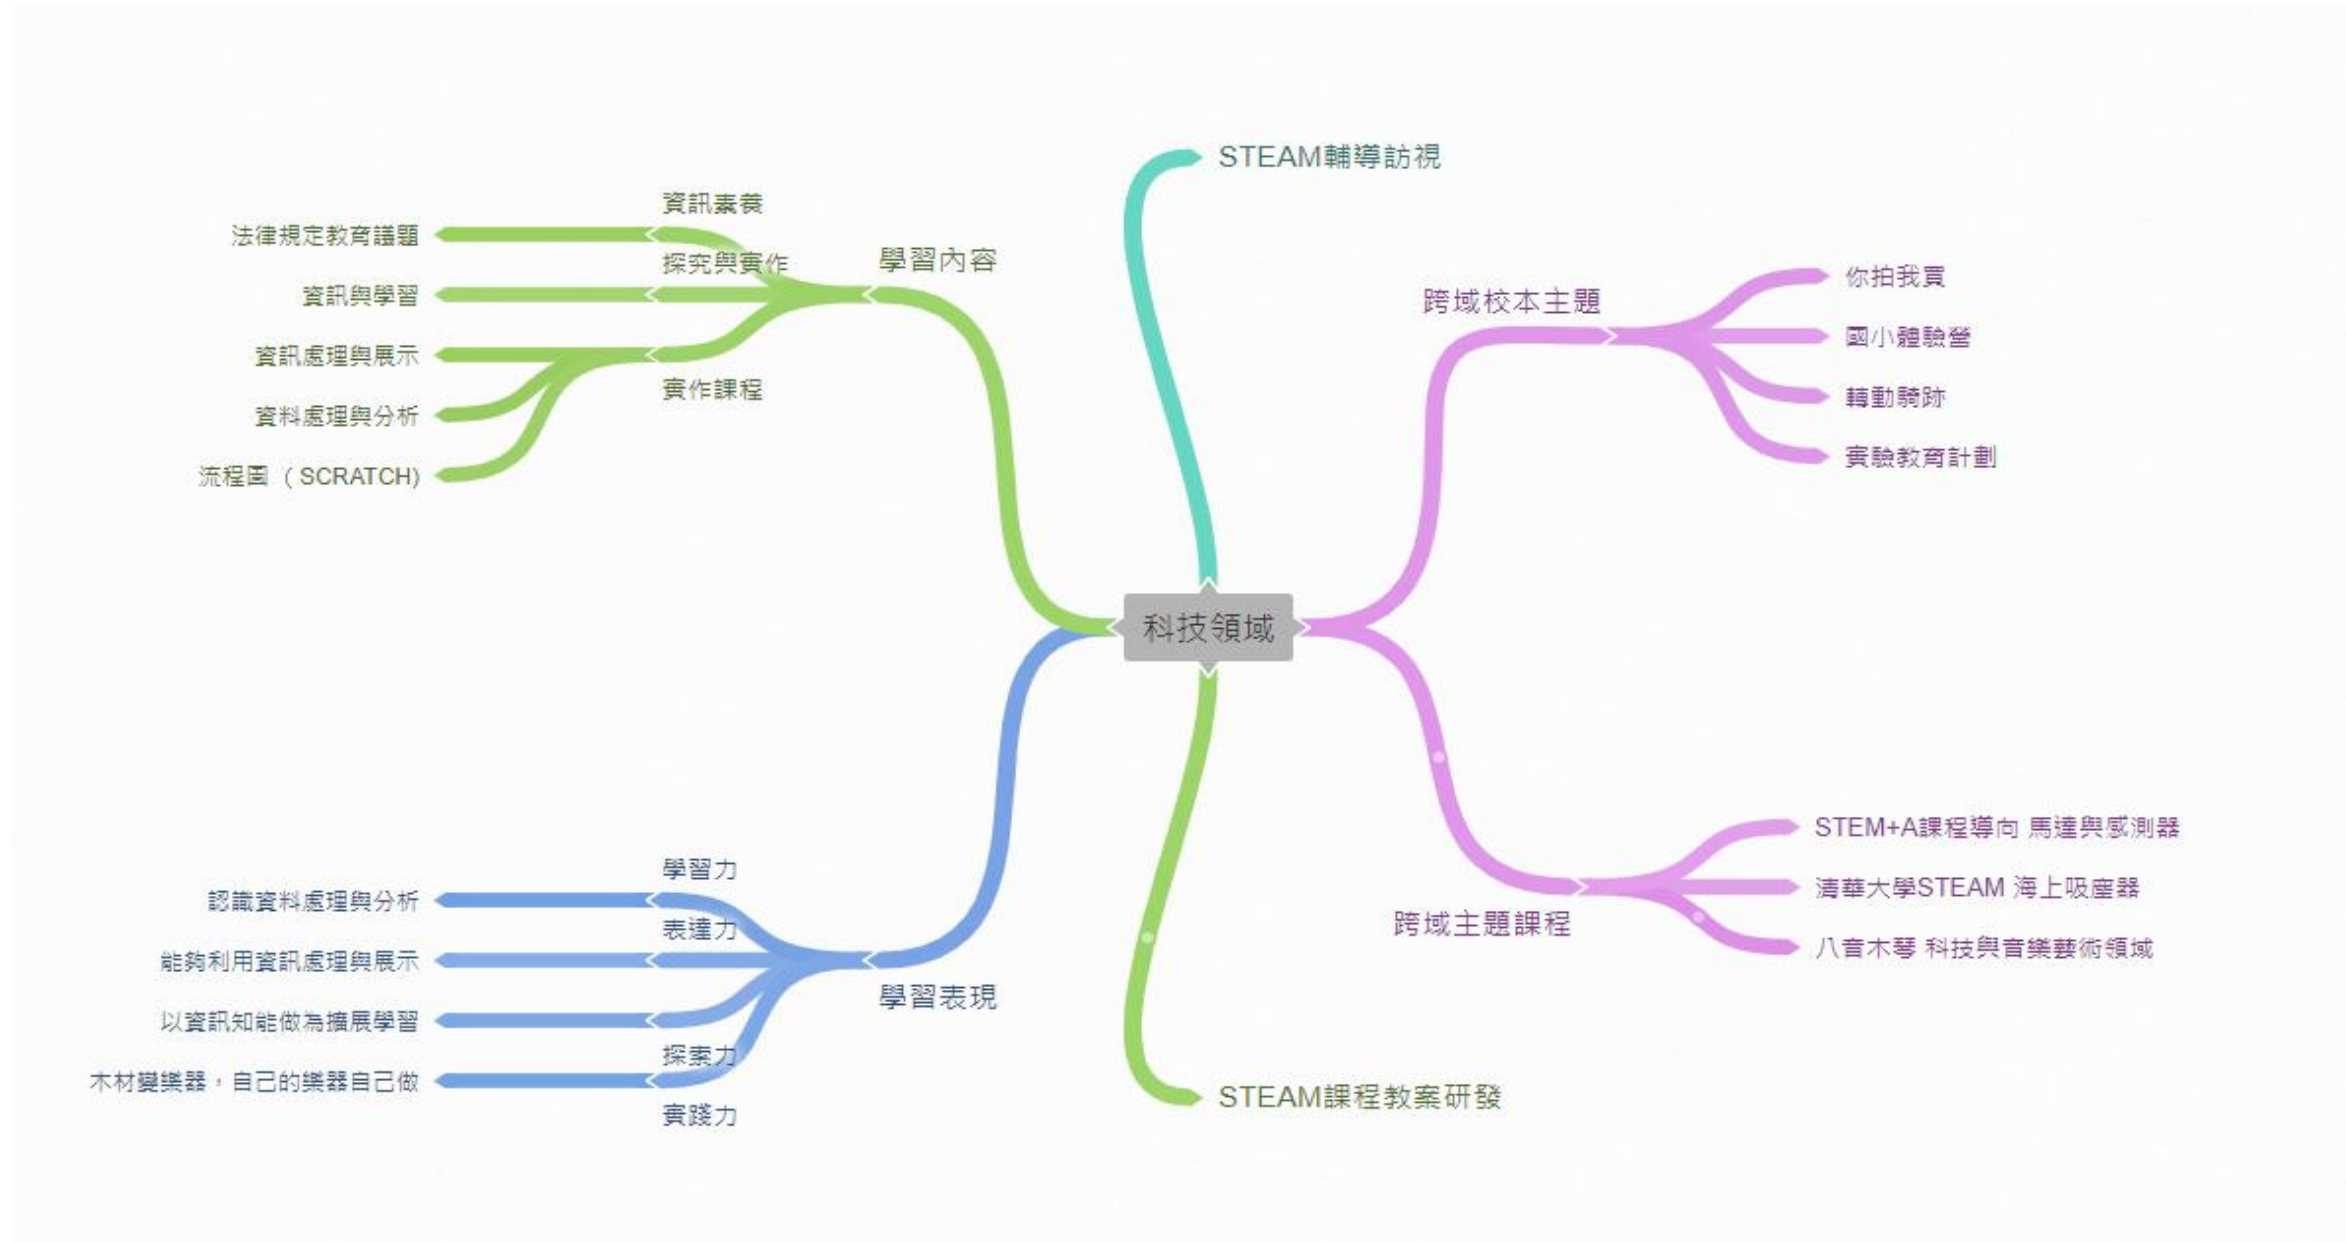 STEAM輔導訪視
資訊素養
法律規定教育議題
探究與實作
學習內容
資訊與學習
資訊處理與展示
實作課程
資料處理與分析
流程圖 (SCRATCH)
跨域校本主題
你拍我買
國小體驗營
轉動騎跡
實驗教育計劃
科技領域
學習力
認識資料處理與分析
表達力
能夠利用資訊處理與展示
學習表現
以資訊知能做為擴展學習
探索力
木材變樂器，自己的樂器自己做
實踐力
STEM+A課程導向 馬達與感測器
清華大學STEAM 海上吸塵器
跨域主題課程
八音木琴 科技與音樂藝術領域
STEAM課程教案研發